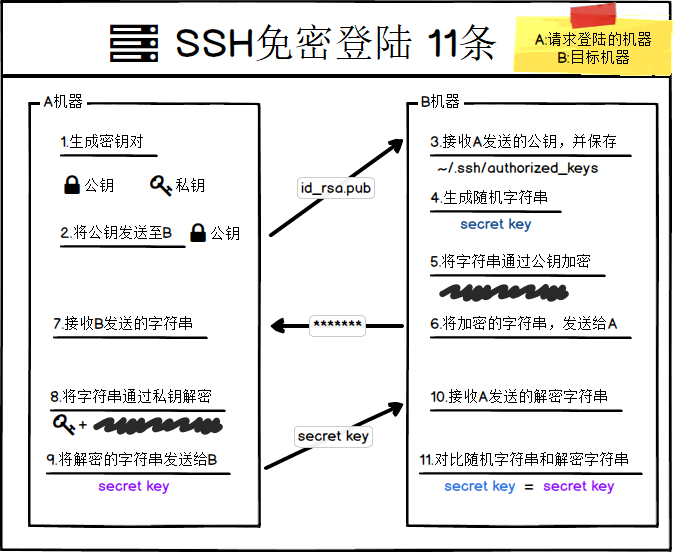 SSH免密登陆 11条
A:请求登陆的机器
B:目标机器
A机器
1.生成密钥对
公钥
私钥
2.将公钥发送至B
公钥
7.接收B发送的字符串
8.将字符串通过私钥解密
+
9.将解密的字符串发送给B
secret key
id_rsa.pub
*******
secret key
B机器
3.接收A发送的公钥，并保存
~/.ssh/authorized_keys
4.生成随机字符串
secret key
5.将字符串通过公钥加密
6.将加密的字符串，发送给A
10.接收A发送的解密字符串
11.对比随机字符串和解密字符串
secret key = secret key